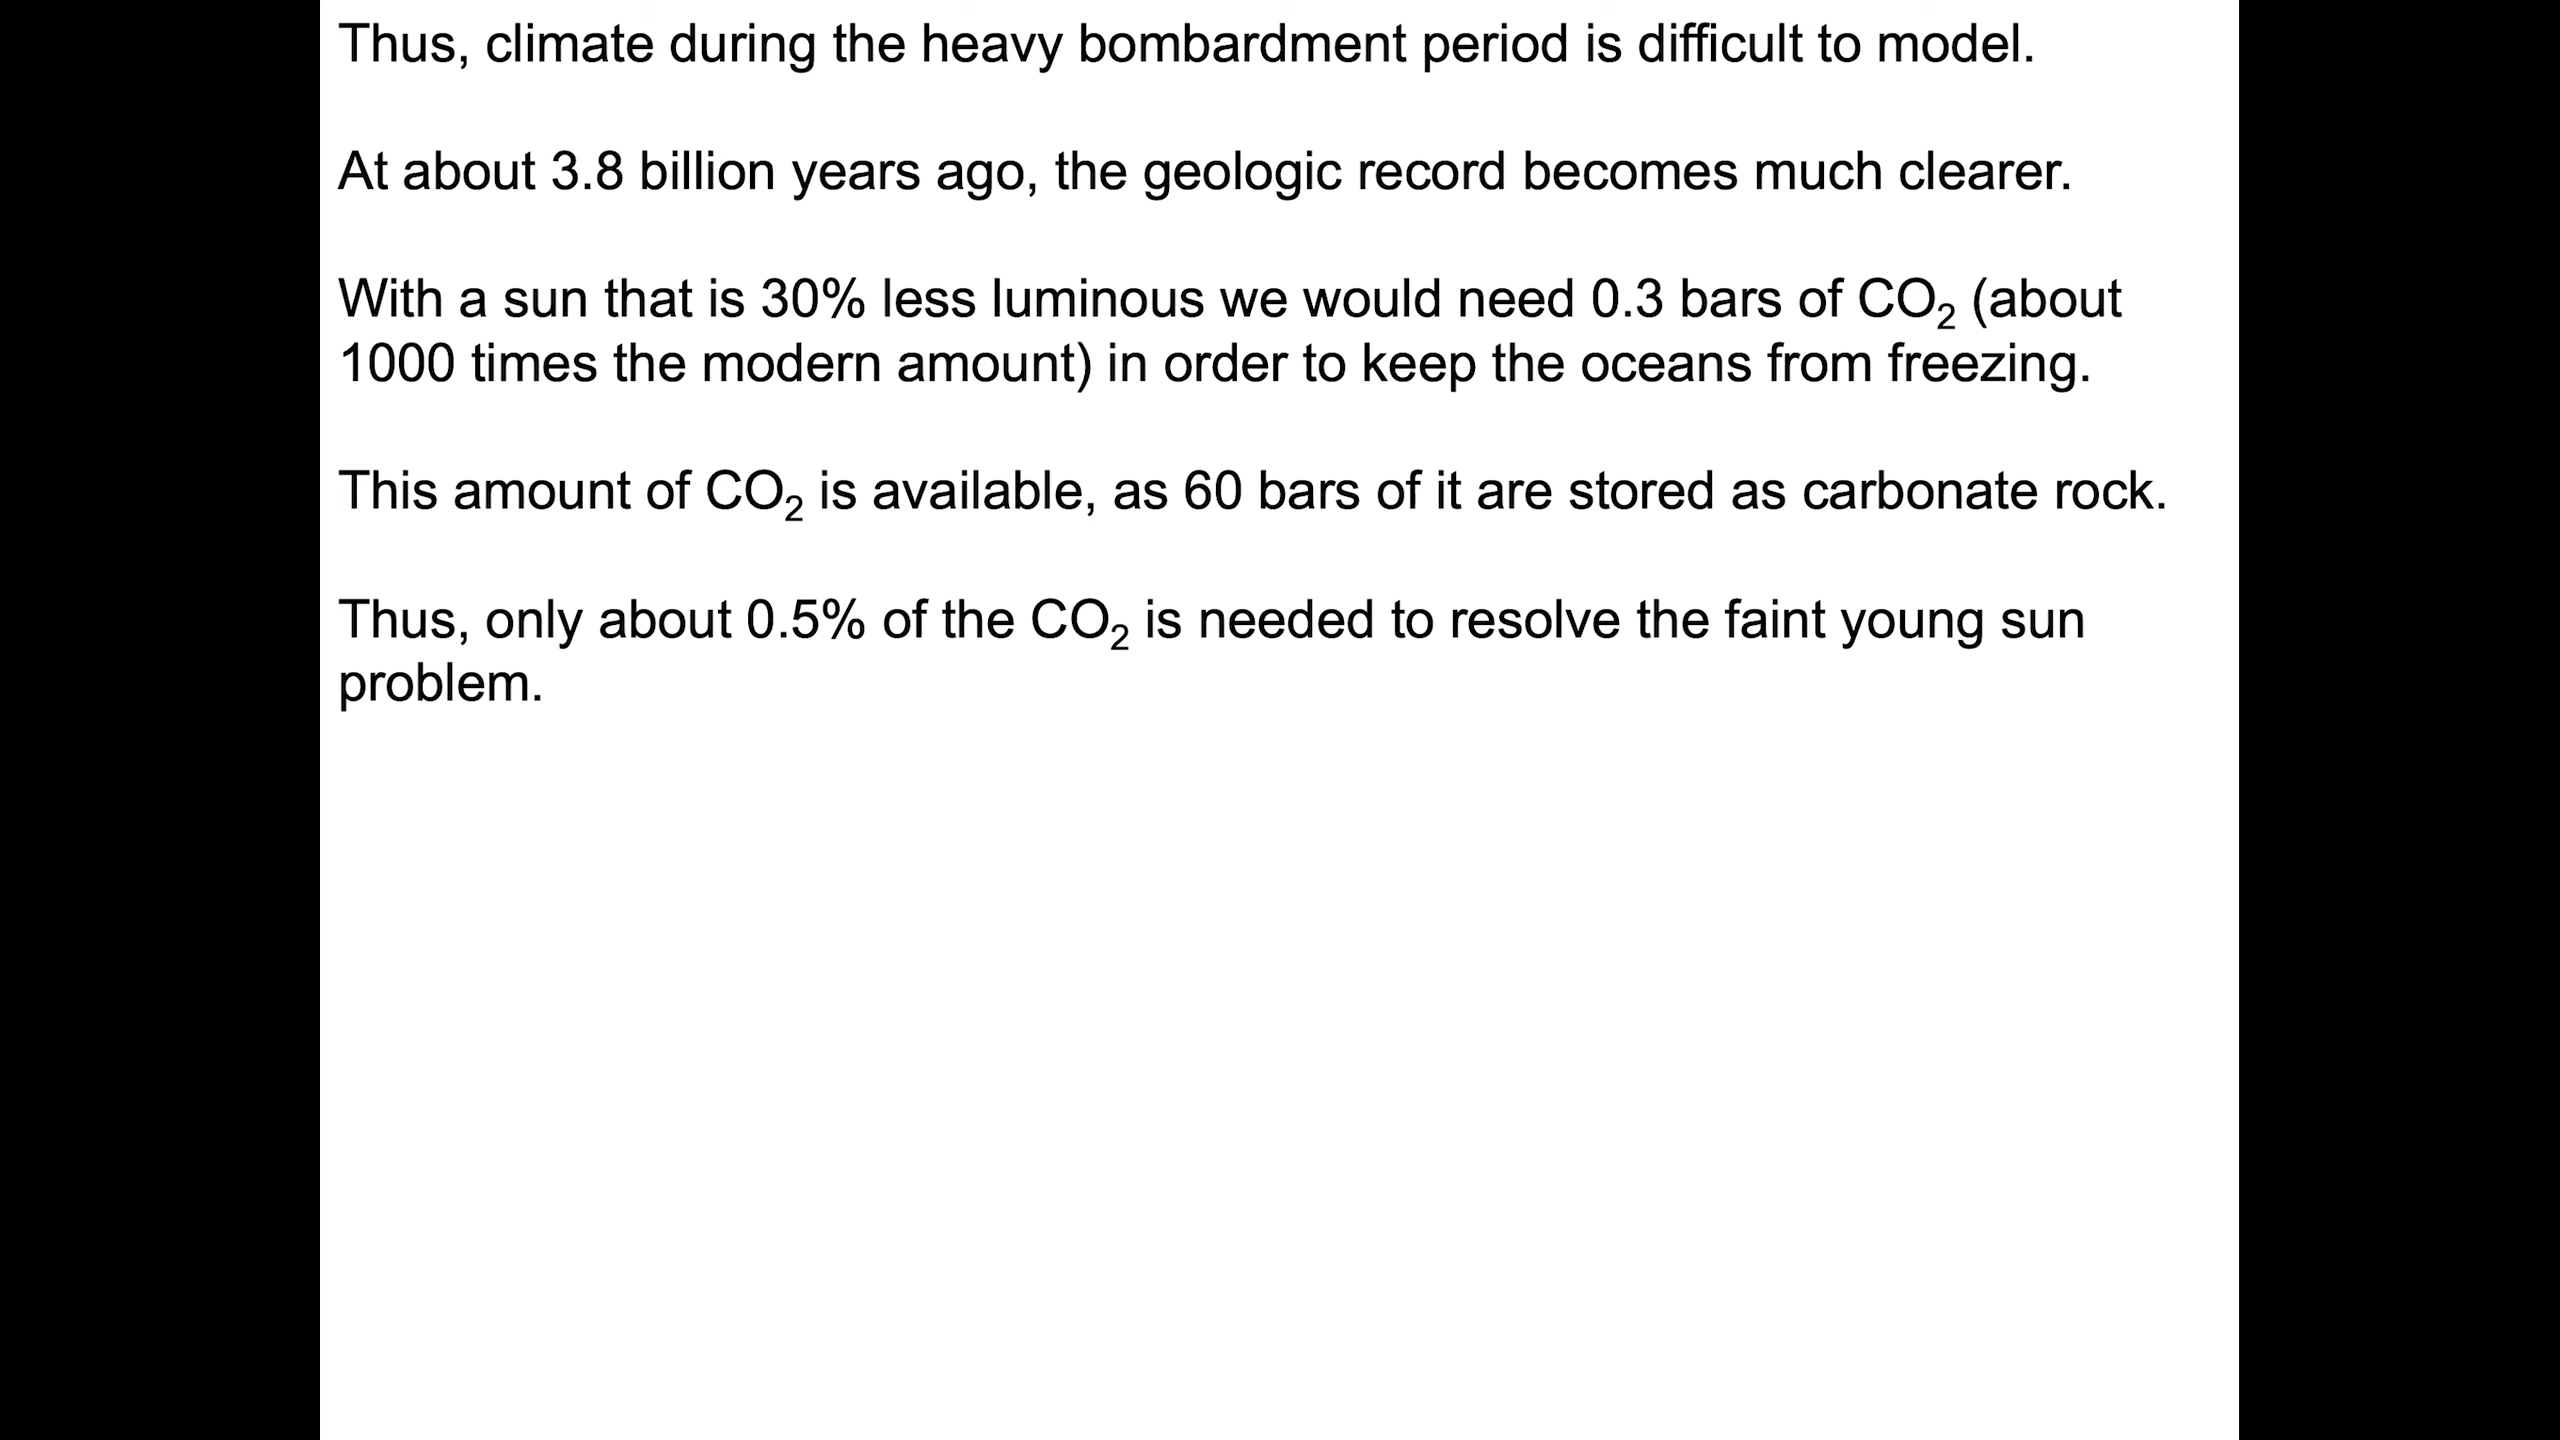 Thus, climate during the heavy bombardment period is difficult to model.
At about 3.8 billion years ago, the geologic record becomes much clearer.
With a sun that is 30% less luminous we would need 0.3 bars of CO₂ (about
1000 times the modern amount) in order to keep the oceans from freezing.
This amount of CO₂ is available, as 60 bars of it are stored as carbonate rock.
Thus, only about 0.5% of the CO₂ is needed to resolve the faint young sun
problem.